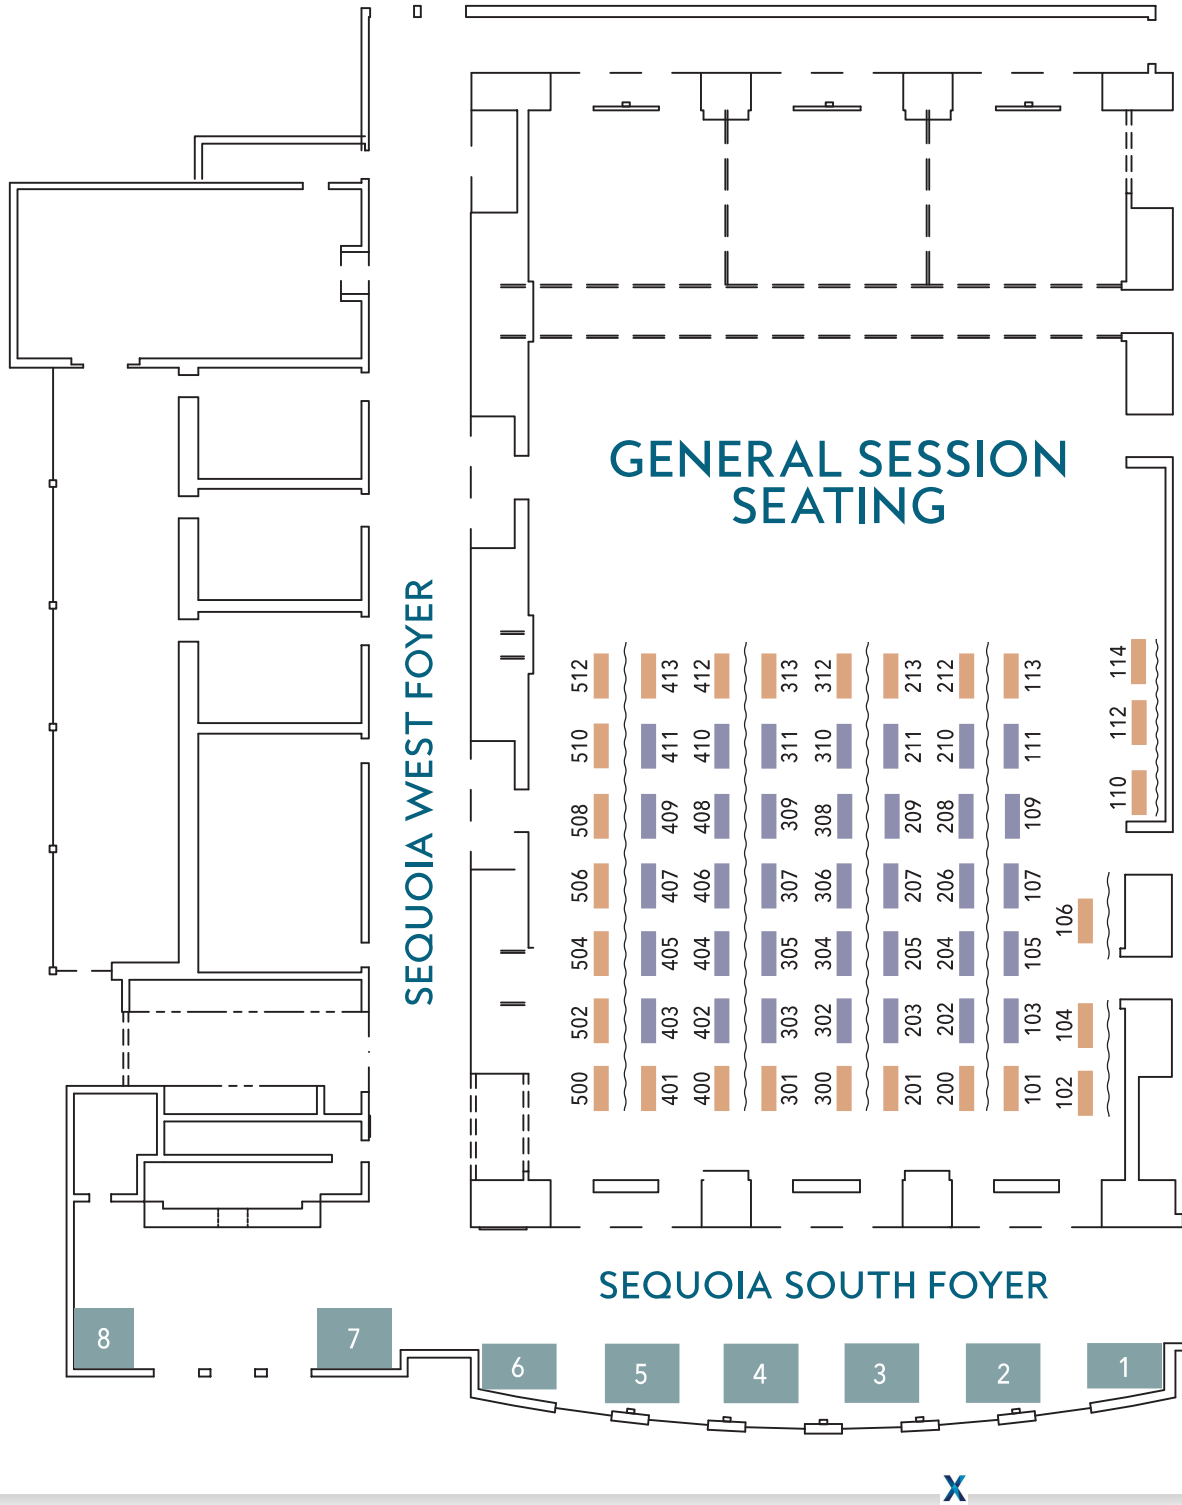 GENERAL SESSION
SEATING
SEQUOIA WEST FOYER
512 413 412 313 312 213 212 113 114
510 411 410 311 310 211 210 111 112
508 409 408 309 308 209 208 109 110
506 407 406 307 306 207 206 107 106
504 405 404 305 304 205 204 105
502 403 402 303 302 203 202 103 104
500 401 400 301 300 201 200 101 102
SEQUOIA SOUTH FOYER
8 7 6 5 4 3 2 1
X